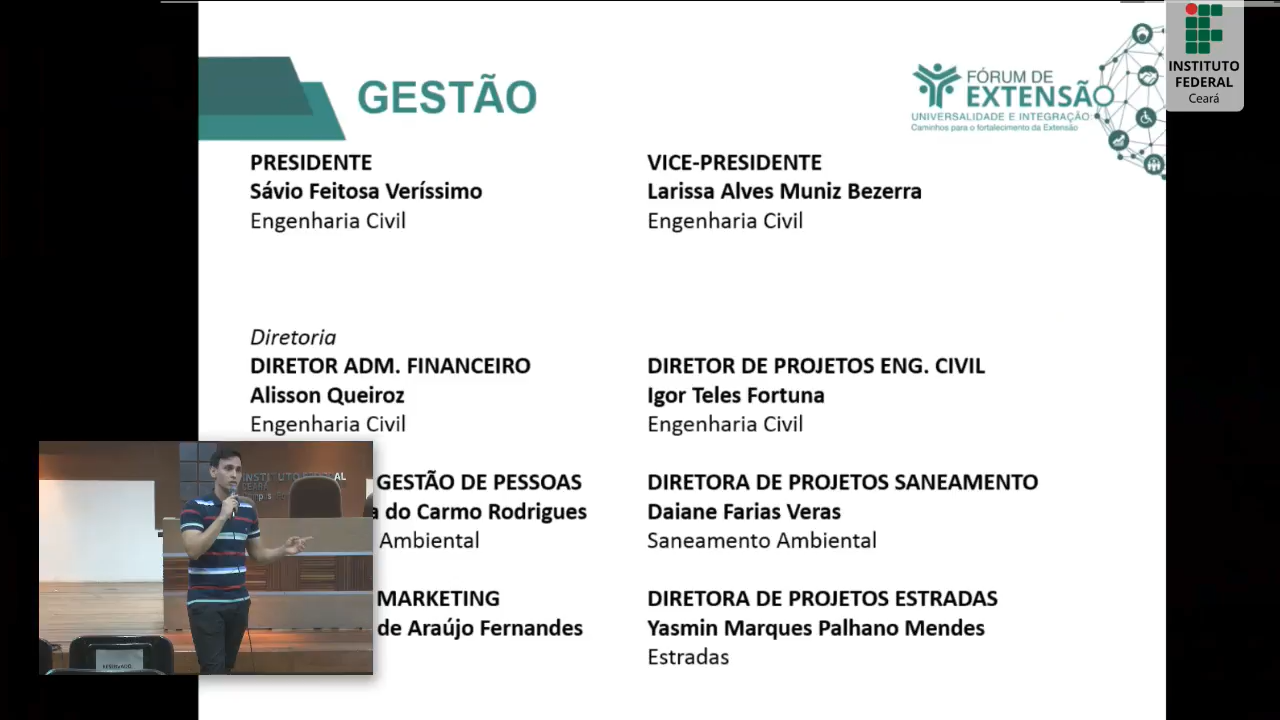 GESTÃO
FÓRUM DE
EXTENSÃO
UNIVERSALIDADE E INTEGRAÇÃO:
Caminhos para o fortalecimento da Extensão
INSTITUTO
FEDERAL
Ceará
PRESIDENTE
Sávio Feitosa Veríssimo
Engenharia Civil
VICE-PRESIDENTE
Larissa Alves Muniz Bezerra
Engenharia Civil
Diretoria
DIRETOR ADM. FINANCEIRO
Alisson Queiroz
Engenharia Civil
DIRETOR DE PROJETOS ENG. CIVIL
Igor Teles Fortuna
Engenharia Civil
GESTÃO DE PESSOAS
a do Carmo Rodrigues
Ambiental
DIRETORA DE PROJETOS SANEAMENTO
Daiane Farias Veras
Saneamento Ambiental
MARKETING
de Araújo Fernandes
DIRETORA DE PROJETOS ESTRADAS
Yasmin Marques Palhano Mendes
Estradas
CEARÁ
RESERVADO